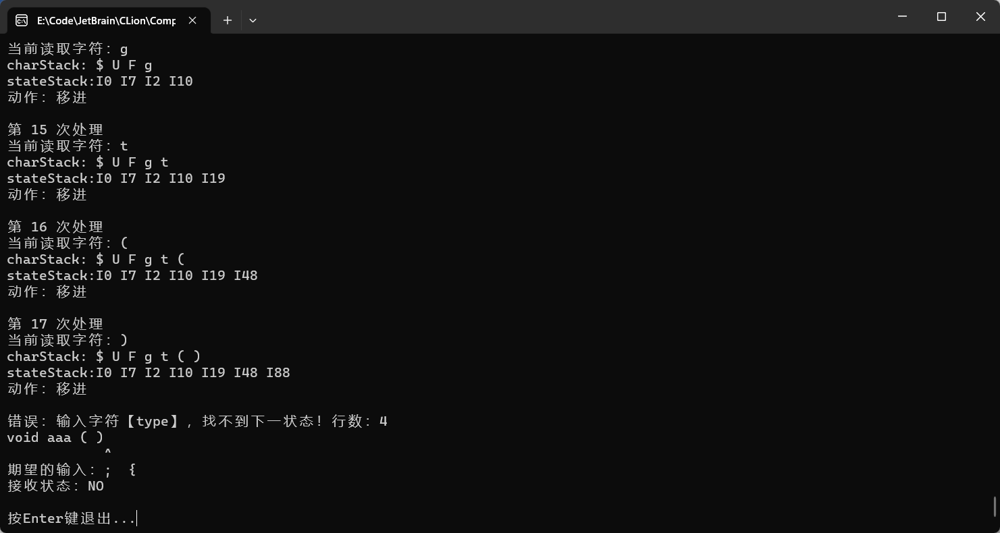 E:\Code\JetBrain\CLion\Comp
当前读取字符：g
charStack: $ U F g
stateStack:I0 I7 I2 I10
动作：移进
第 15 次处理
当前读取字符：t
charStack: $ U F g t
stateStack:I0 I7 I2 I10 I19
动作：移进
第 16 次处理
当前读取字符：(
charStack: $ U F g t (
stateStack:I0 I7 I2 I10 I19 I48
动作：移进
第 17 次处理
当前读取字符：)
charStack: $ U F g t ( )
stateStack:I0 I7 I2 I10 I19 I48 I88
动作：移进
错误：输入字符【type】，找不到下一状态！行数：4
void aaa ( )
^
期望的输入：;  {
接收状态：NO
按Enter键退出...